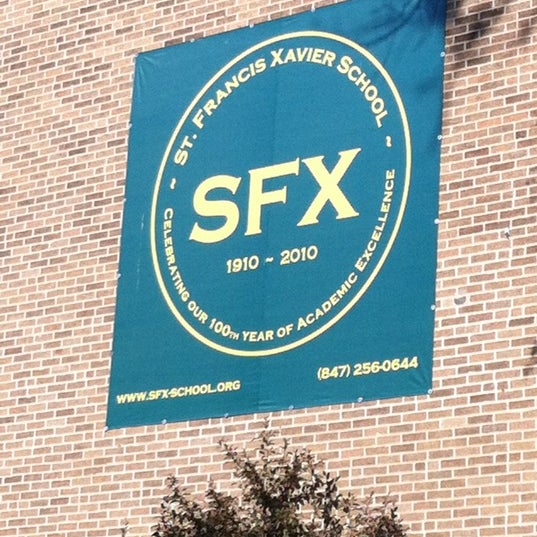 ~ ST. FRANCIS XAVIER SCHOOL ~
SFX
1910 ~ 2010
CELEBRATING OUR 100TH YEAR OF ACADEMIC EXCELLENCE
WWW.SFX-SCHOOL.ORG
(847) 256-0644